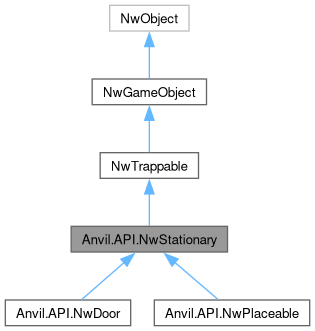 NwObject
NwGameObject
NwTrappable
Anvil.API.NwStationary
Anvil.API.NwDoor
Anvil.API.NwPlaceable